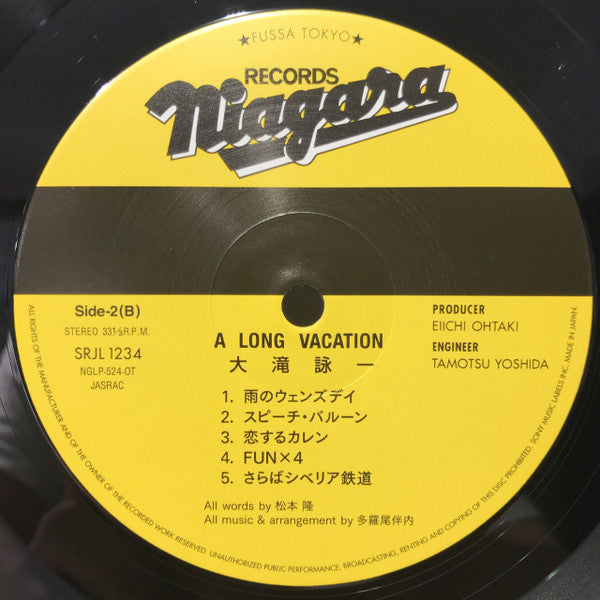 ★FUSSA TOKYO★
RECORDS
Niagara
Side-2(B)
STEREO 33⅓R.P.M.
SRJL 1234
NGLP-524-OT
JASRAC
PRODUCER
EIICHI OHTAKI
ENGINEER
TAMOTSU YOSHIDA
A LONG VACATION
大滝詠一
1. 雨のウェンズデイ
2. スピーチ・バルーン
3. 恋するカレン
4. FUN×4
5. さらばシベリア鉄道
All words by 松本 隆
All music & arrangement by 多羅尾伴内
ALL RIGHTS OF THE MANUFACTURER AND OF THE OWNER OF THE RECORDED WORK RESERVED. UNAUTHORIZED PUBLIC PERFORMANCE, BROADCASTING, RENTING AND COPYING OF THIS DISC PROHIBITED. SONY MUSIC LABELS INC. MADE IN JAPAN.